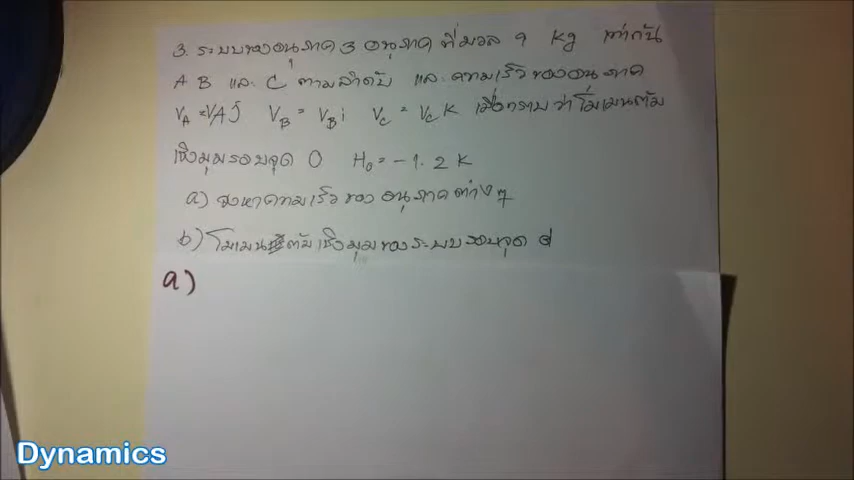 3. ระบบของอนุภาค 3 อนุภาค ที่มวล 9 kg เท่ากัน
A B และ C ตามลำดับ และความเร็วของอนุภาค
V_A = V_A j V_B = V_B i V_C = V_C K เมื่อทราบว่าโมเมนตัม
เชิงมุมรอบจุด O H_o = -1.2 K
a) จงหาความเร็วของ อนุภาคต่างๆ
b) โมเมนตัมเชิงมุมของระบบรอบจุด
a)
Dynamics